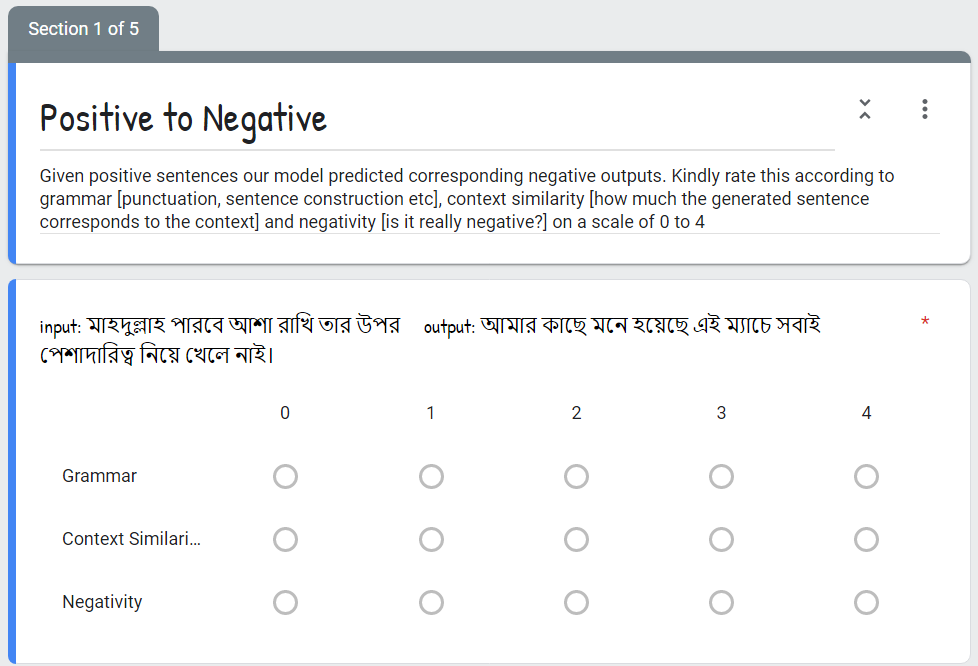 Section 1 of 5
Positive to Negative
Given positive sentences our model predicted corresponding negative outputs. Kindly rate this according to
grammar [punctuation, sentence construction etc], context similarity [how much the generated sentence
corresponds to the context] and negativity [is it really negative?] on a scale of 0 to 4
input: মাহদুল্লাহ পারবে আশা রাখি তার উপর output: আমার কাছে মনে হয়েছে এই ম্যাচে সবাই *
পেশাদারিত্ব নিয়ে খেলে নাই।
0 1 2 3 4
Grammar
Context Similari...
Negativity